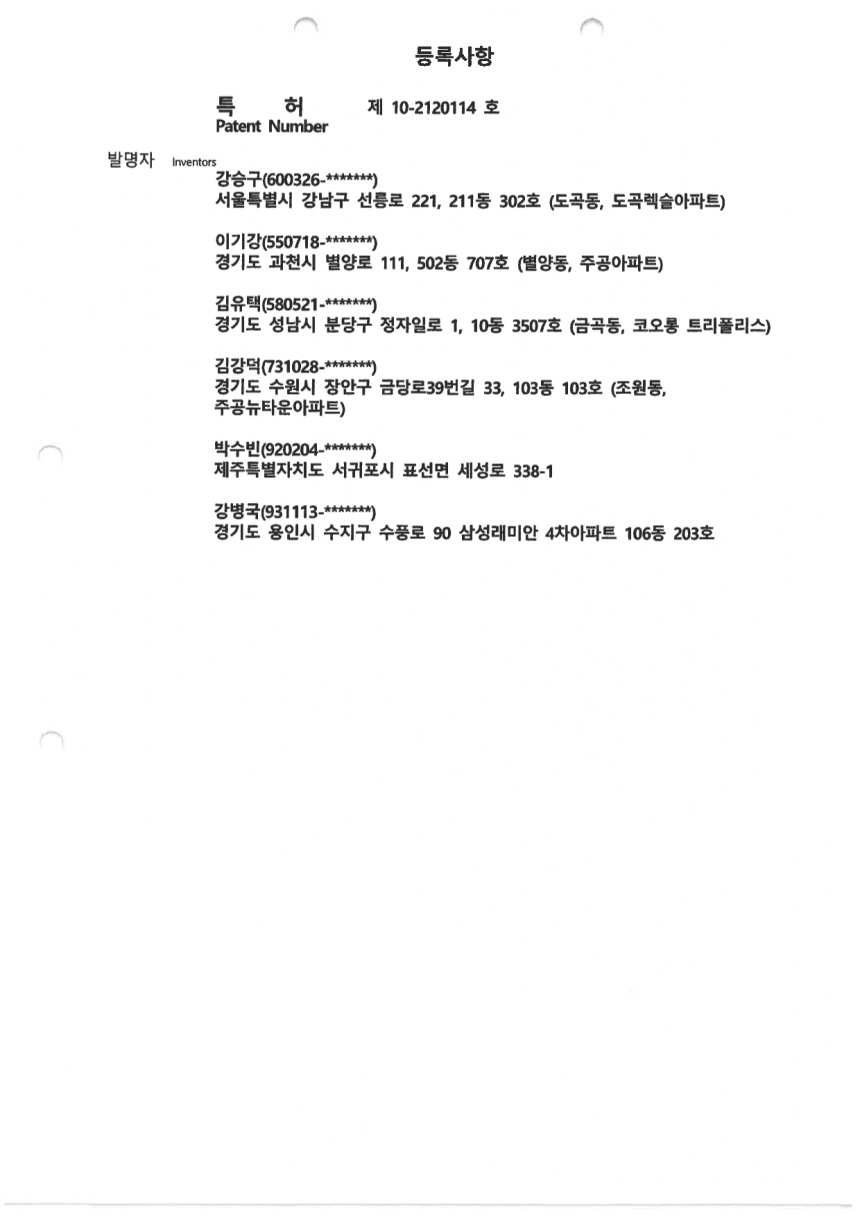 등록사항
특 허 제 10-2120114 호
Patent Number
발명자 Inventors
강승구(600326-*******)
서울특별시 강남구 선릉로 221, 211동 302호 (도곡동, 도곡렉슬아파트)
이기강(550718-*******)
경기도 과천시 별양로 111, 502동 707호 (별양동, 주공아파트)
김유택(580521-*******)
경기도 성남시 분당구 정자일로 1, 10동 3507호 (금곡동, 코오롱 트리폴리스)
김강덕(731028-*******)
경기도 수원시 장안구 금당로39번길 33, 103동 103호 (조원동,
주공뉴타운아파트)
박수빈(920204-*******)
제주특별자치도 서귀포시 표선면 세성로 338-1
강병국(931113-*******)
경기도 용인시 수지구 수풍로 90 삼성래미안 4차아파트 106동 203호